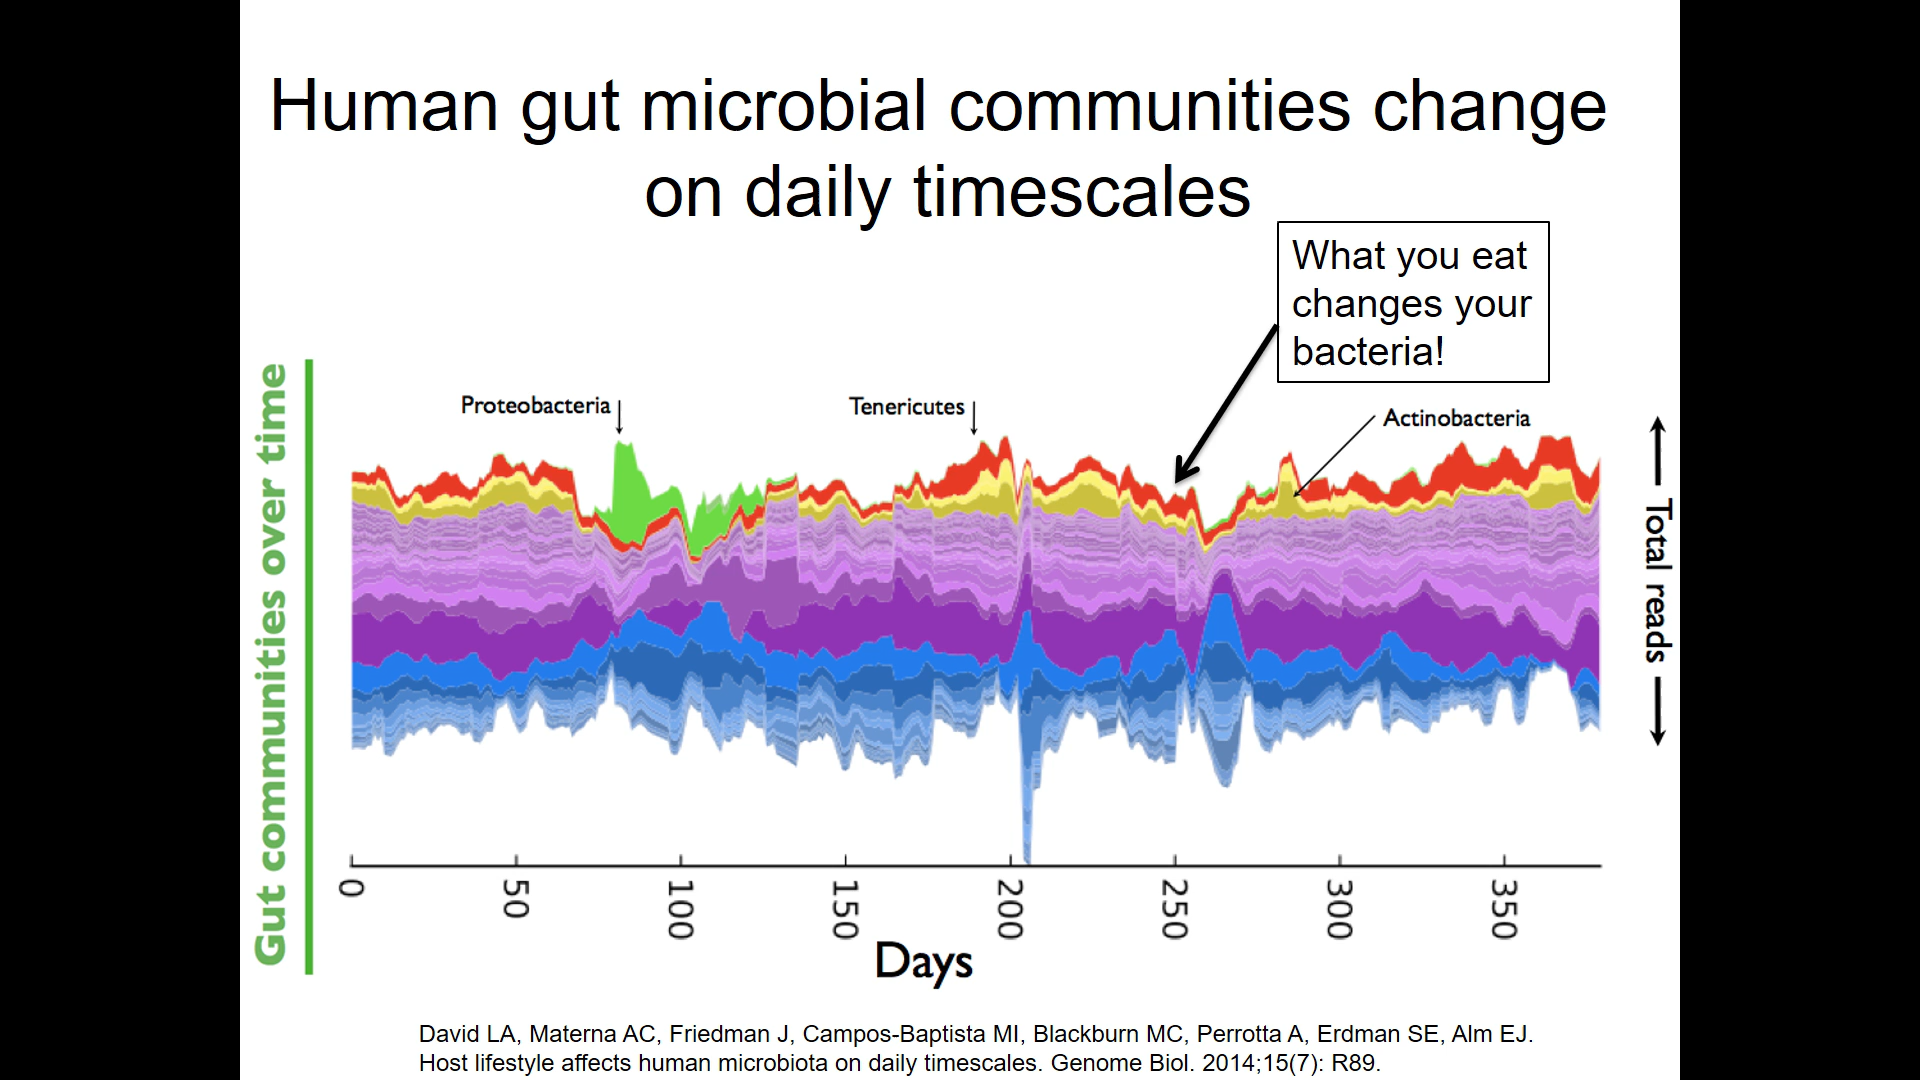 Human gut microbial communities change
on daily timescales
What you eat
changes your
bacteria!
Gut communities over time
Proteobacteria
Tenericutes
Actinobacteria
Total reads
0
50
100
150
200
250
300
350
Days
David LA, Materna AC, Friedman J, Campos-Baptista MI, Blackburn MC, Perrotta A, Erdman SE, Alm EJ.
Host lifestyle affects human microbiota on daily timescales. Genome Biol. 2014;15(7): R89.